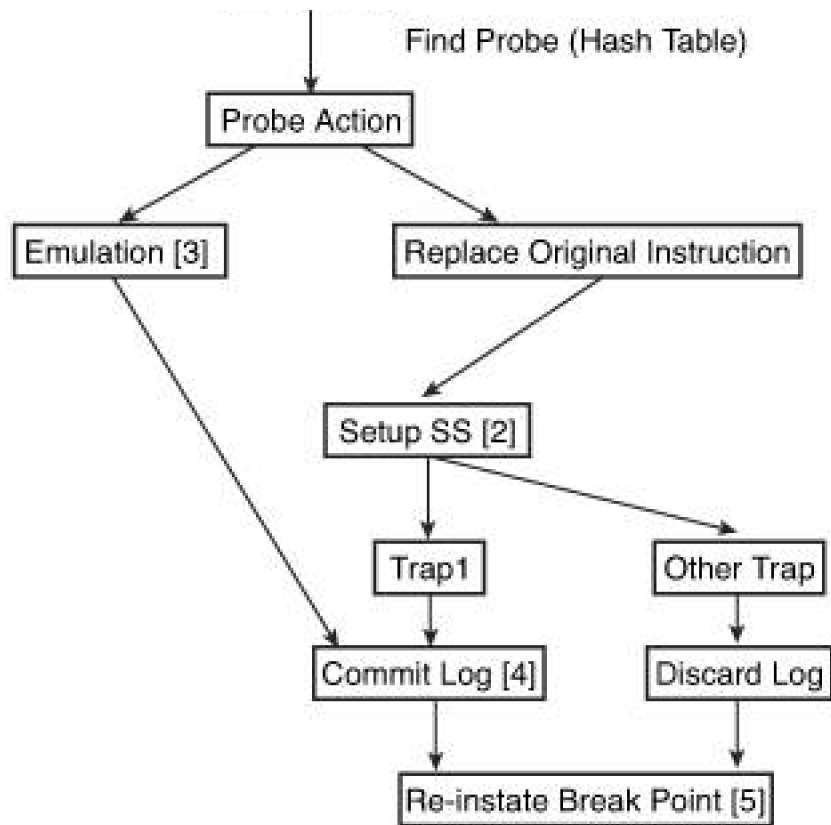 Find Probe (Hash Table)
Probe Action
Emulation [3]
Replace Original Instruction
Setup SS [2]
Trap1
Other Trap
Commit Log [4]
Discard Log
Re-instate Break Point [5]